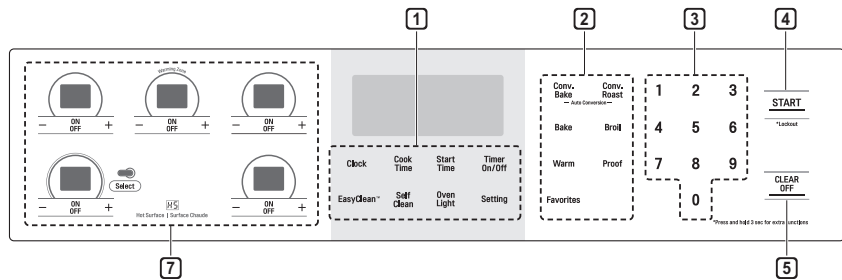 1
2
3
4
Warming Zone
ON
OFF
- +
ON
OFF
- +
ON
OFF
- +
Select
ON
OFF
- +
HS
Hot Surface | Surface Chaude
ON
OFF
- +
Clock Cook Time Start Time Timer On/Off
EasyClean™ Self Clean Oven Light Setting
Conv. Bake Conv. Roast
Auto Conversion
Bake Broil
Warm Proof
Favorites
1 2 3
4 5 6
7 8 9
0
START
*Lockout
CLEAR
OFF
*Press and hold 3 sec for extra functions
7
5